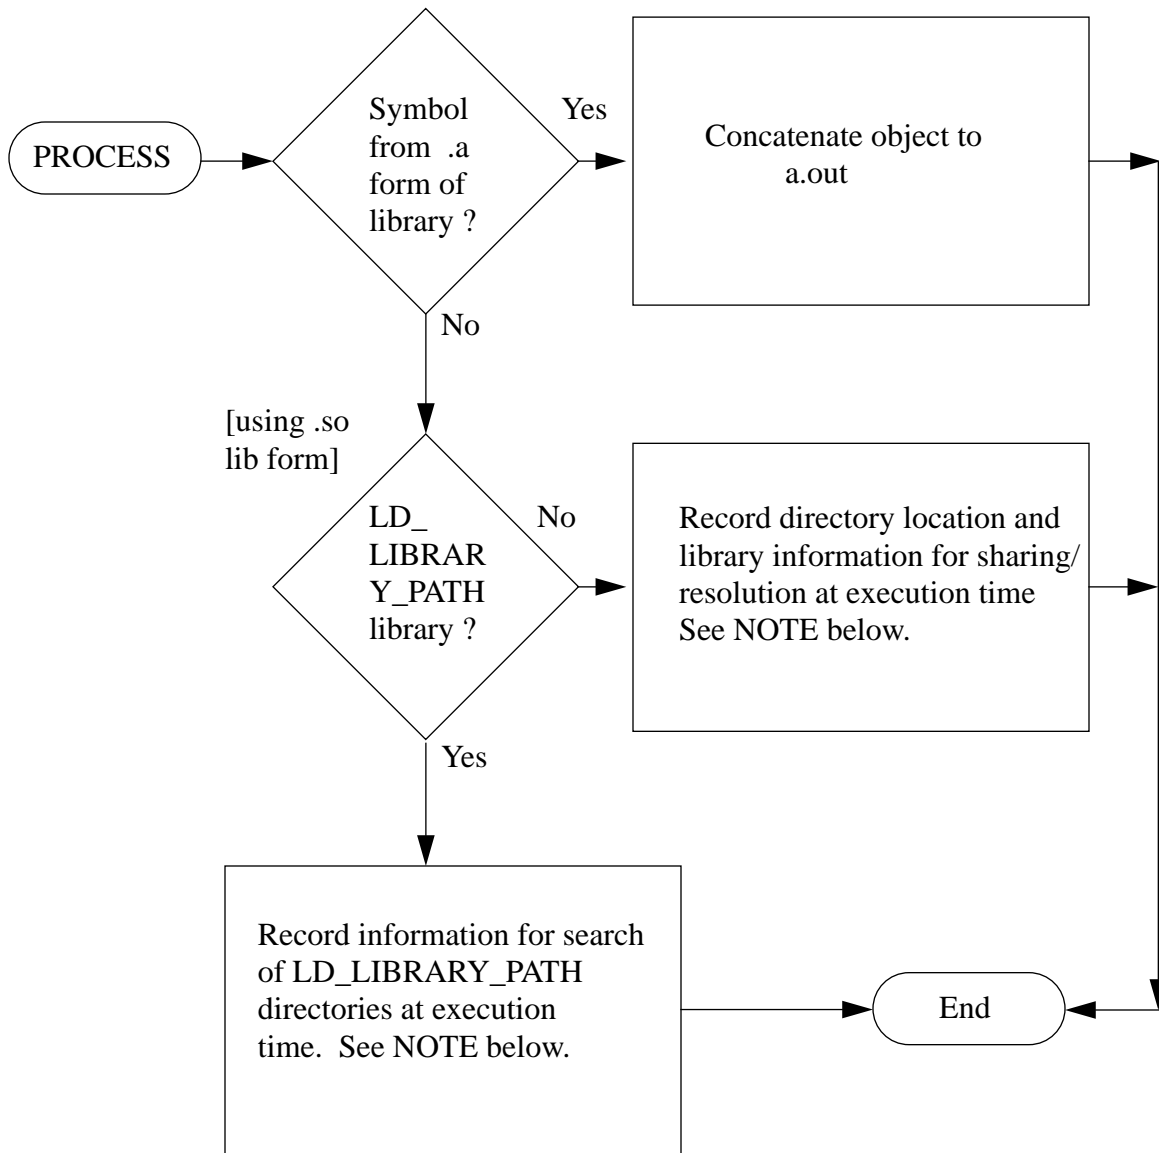 PROCESS
Symbol
from .a
form of
library ?
Yes
Concatenate object to
a.out
No
[using .so
lib form]
LD_
LIBRAR
Y_PATH
library ?
No
Record directory location and
library information for sharing/
resolution at execution time
See NOTE below.
Yes
Record information for search
of LD_LIBRARY_PATH
directories at execution
time. See NOTE below.
End